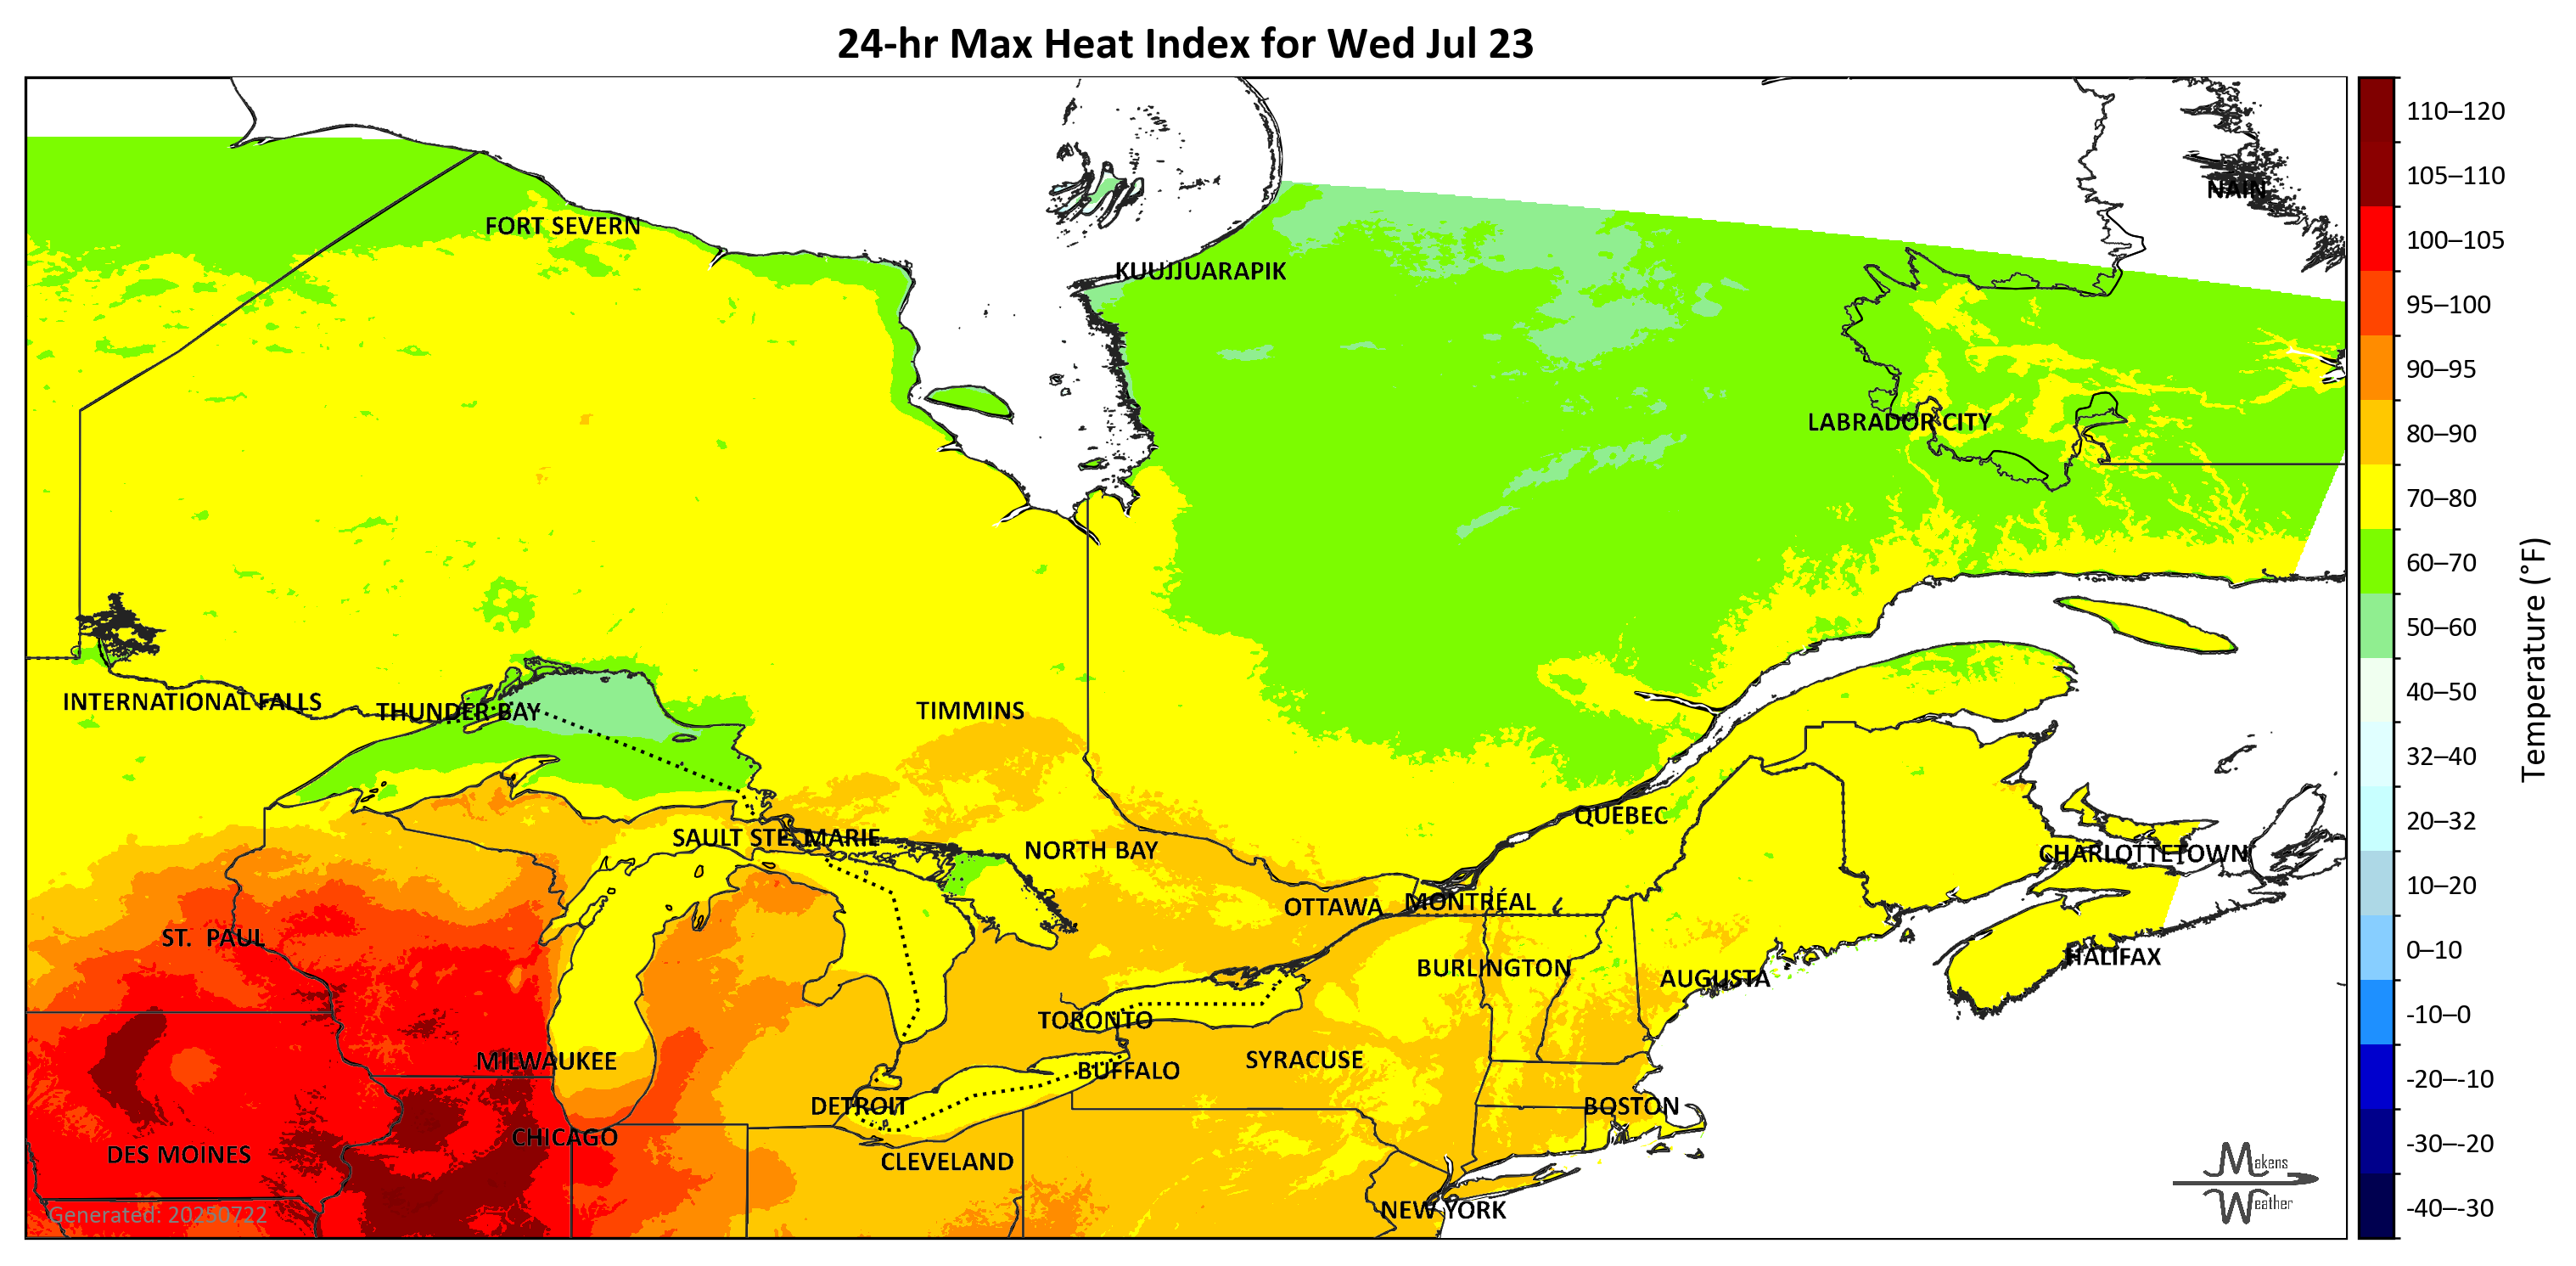 24-hr Max Heat Index for Wed Jul 23
NAIN
FORT SEVERN
KUUJJUARAPIK
LABRADOR CITY
INTERNATIONAL FALLS
THUNDER BAY
TIMMINS
QUÉBEC
SAULT STE. MARIE
NORTH BAY
CHARLOTTETOWN
OTTAWA
MONTRÉAL
ST. PAUL
HALIFAX
BURLINGTON
AUGUSTA
TORONTO
MILWAUKEE
SYRACUSE
BUFFALO
DETROIT
BOSTON
CHICAGO
DES MOINES
CLEVELAND
NEW YORK
Generated: 20250722
Makens
Weather
110–120
105–110
100–105
95–100
90–95
80–90
70–80
60–70
50–60
40–50
32–40
20–32
10–20
0–10
-10–0
-20–-10
-30–-20
-40–-30
Temperature (°F)